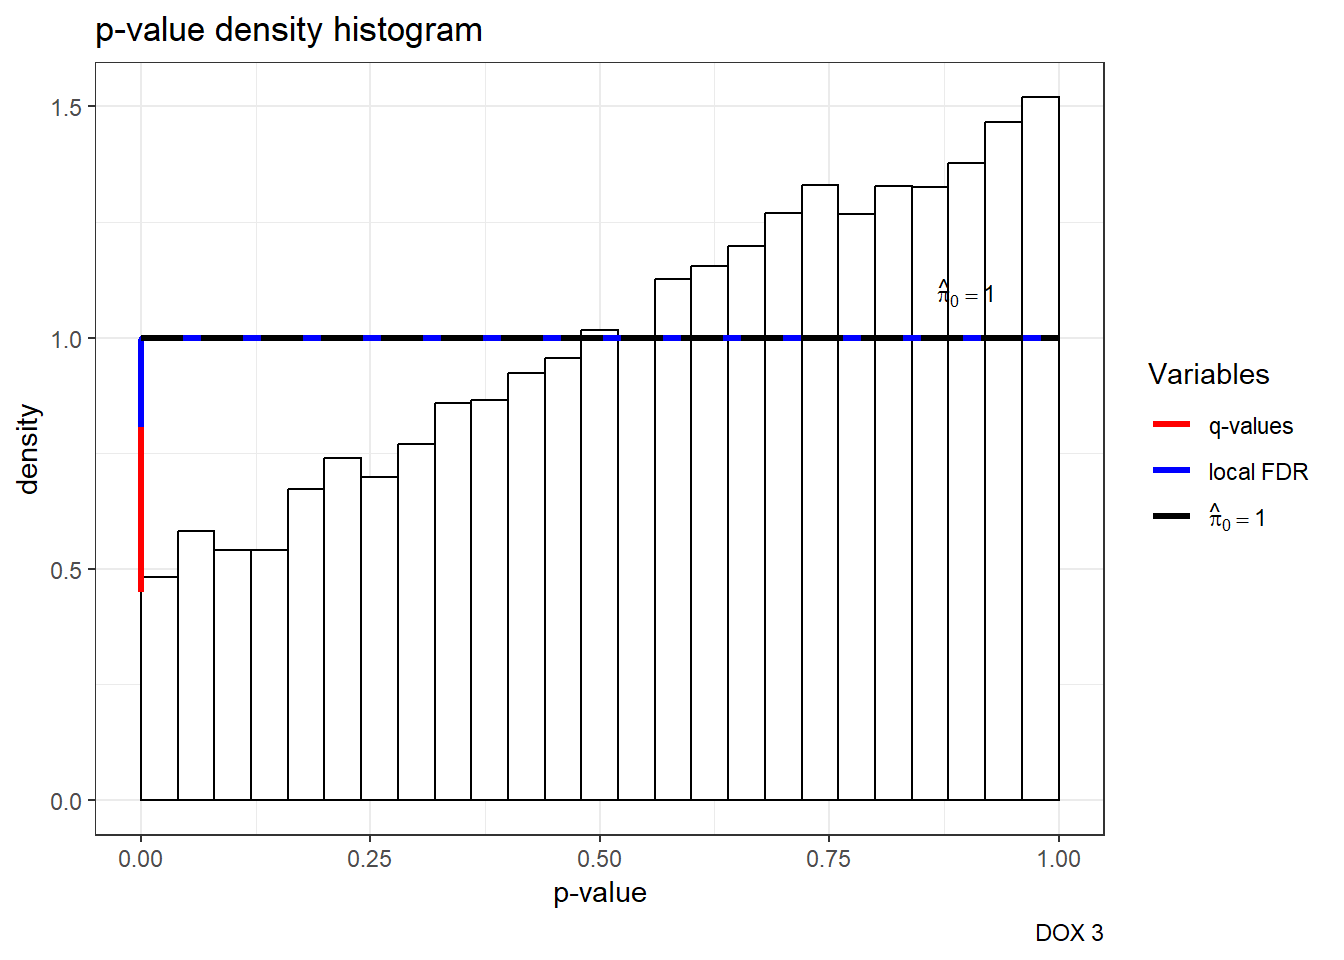 p-value density histogram
1.5
1.0
0.5
0.0
density
π̂₀ = 1
0.00 0.25 0.50 0.75 1.00
p-value
Variables
q-values
local FDR
π̂₀ = 1
DOX 3